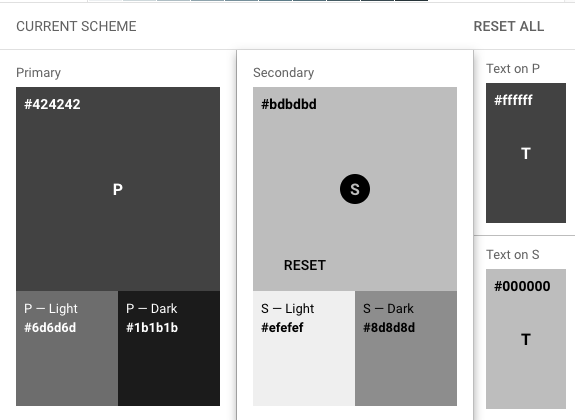 CURRENT SCHEME
RESET ALL
Primary
#424242
P
P — Light
#6d6d6d
P — Dark
#1b1b1b
Secondary
#bdbdbd
S
RESET
S — Light
#efefef
S — Dark
#8d8d8d
Text on P
#ffffff
T
Text on S
#000000
T